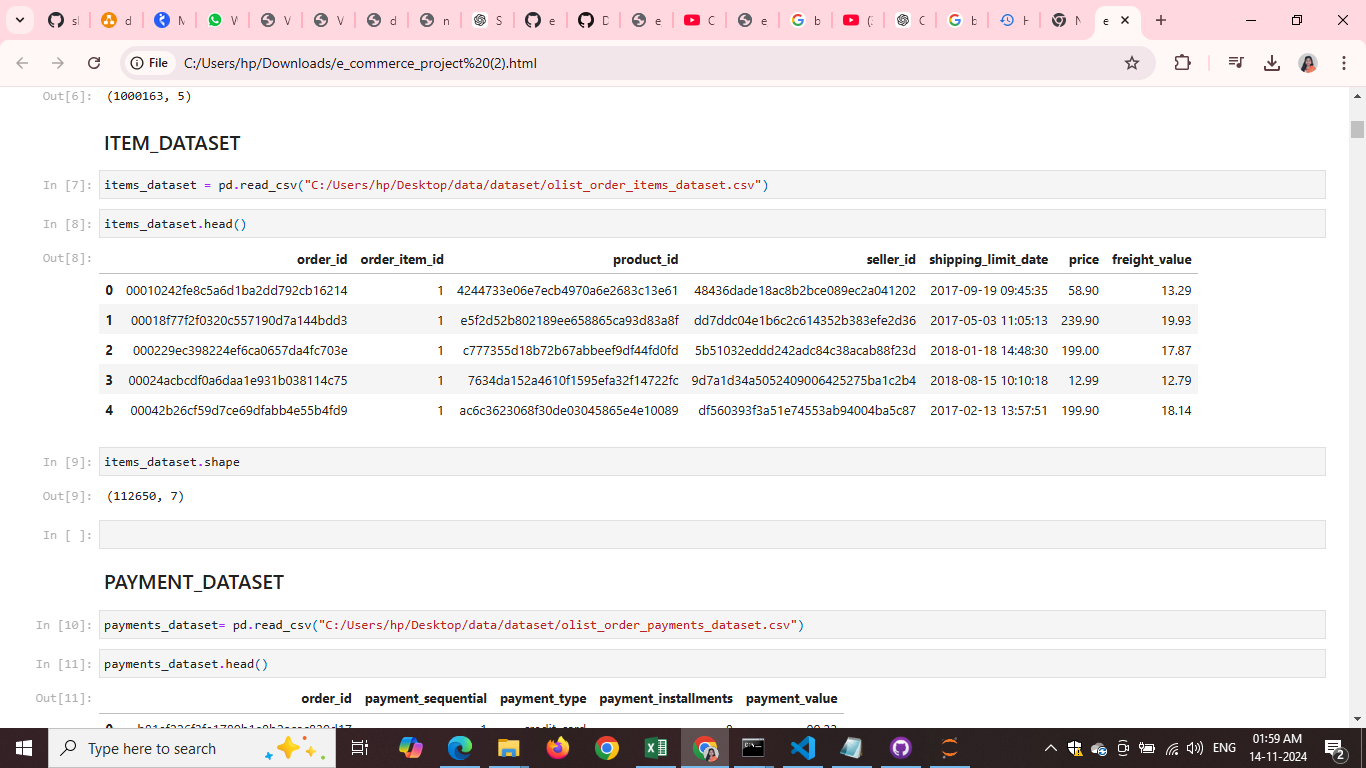 sl
d
M
W
V
V
d
n
S
e
D
e
C
e
b
(:
C
b
H
N
e
File C:/Users/hp/Downloads/e_commerce_project%20(2).html
Out[6]: (1000163, 5)
ITEM_DATASET
In [7]: items_dataset = pd.read_csv("C:/Users/hp/Desktop/data/dataset/olist_order_items_dataset.csv")
In [8]: items_dataset.head()
Out[8]: order_id order_item_id product_id seller_id shipping_limit_date price freight_value
0 00010242fe8c5a6d1ba2dd792cb16214 1 4244733e06e7ecb4970a6e2683c13e61 48436dade18ac8b2bce089ec2a041202 2017-09-19 09:45:35 58.90 13.29
1 00018f77f2f0320c557190d7a144bdd3 1 e5f2d52b802189ee658865ca93d83a8f dd7ddc04e1b6c2c614352b383efe2d36 2017-05-03 11:05:13 239.90 19.93
2 000229ec398224ef6ca0657da4fc703e 1 c777355d18b72b67abbeef9df44fd0fd 5b51032eddd242adc84c38acab88f23d 2018-01-18 14:48:30 199.00 17.87
3 00024acbcdf0a6daa1e931b038114c75 1 7634da152a4610f1595efa32f14722fc 9d7a1d34a5052409006425275ba1c2b4 2018-08-15 10:10:18 12.99 12.79
4 00042b26cf59d7ce69dfabb4e55b4fd9 1 ac6c3623068f30de03045865e4e10089 df560393f3a51e74553ab94004ba5c87 2017-02-13 13:57:51 199.90 18.14
In [9]: items_dataset.shape
Out[9]: (112650, 7)
In [ ]:
PAYMENT_DATASET
In [10]: payments_dataset= pd.read_csv("C:/Users/hp/Desktop/data/dataset/olist_order_payments_dataset.csv")
In [11]: payments_dataset.head()
Out[11]: order_id payment_sequential payment_type payment_installments payment_value
Type here to search
ENG
01:59 AM
14-11-2024
2